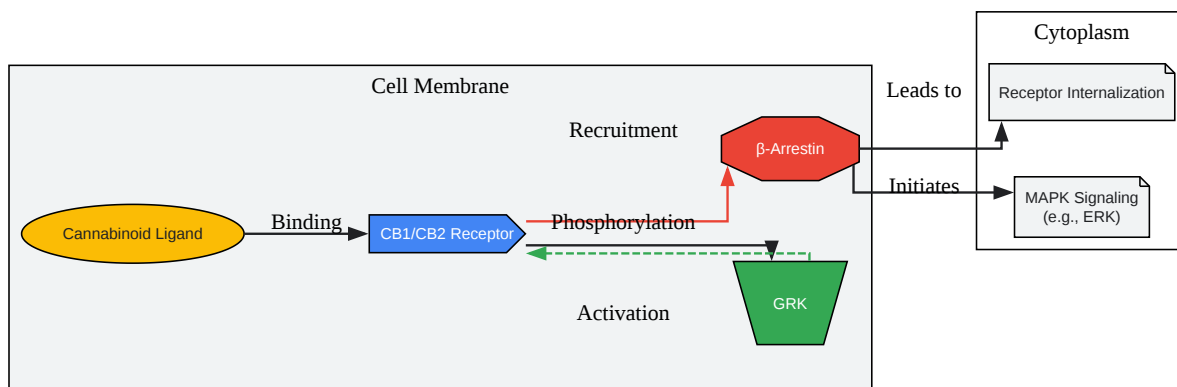 Cytoplasm
Cell Membrane
Leads to
Receptor Internalization
Recruitment
β-Arrestin
Initiates
MAPK Signaling
(e.g., ERK)
Cannabinoid Ligand
Binding
CB1/CB2 Receptor
Phosphorylation
GRK
Activation